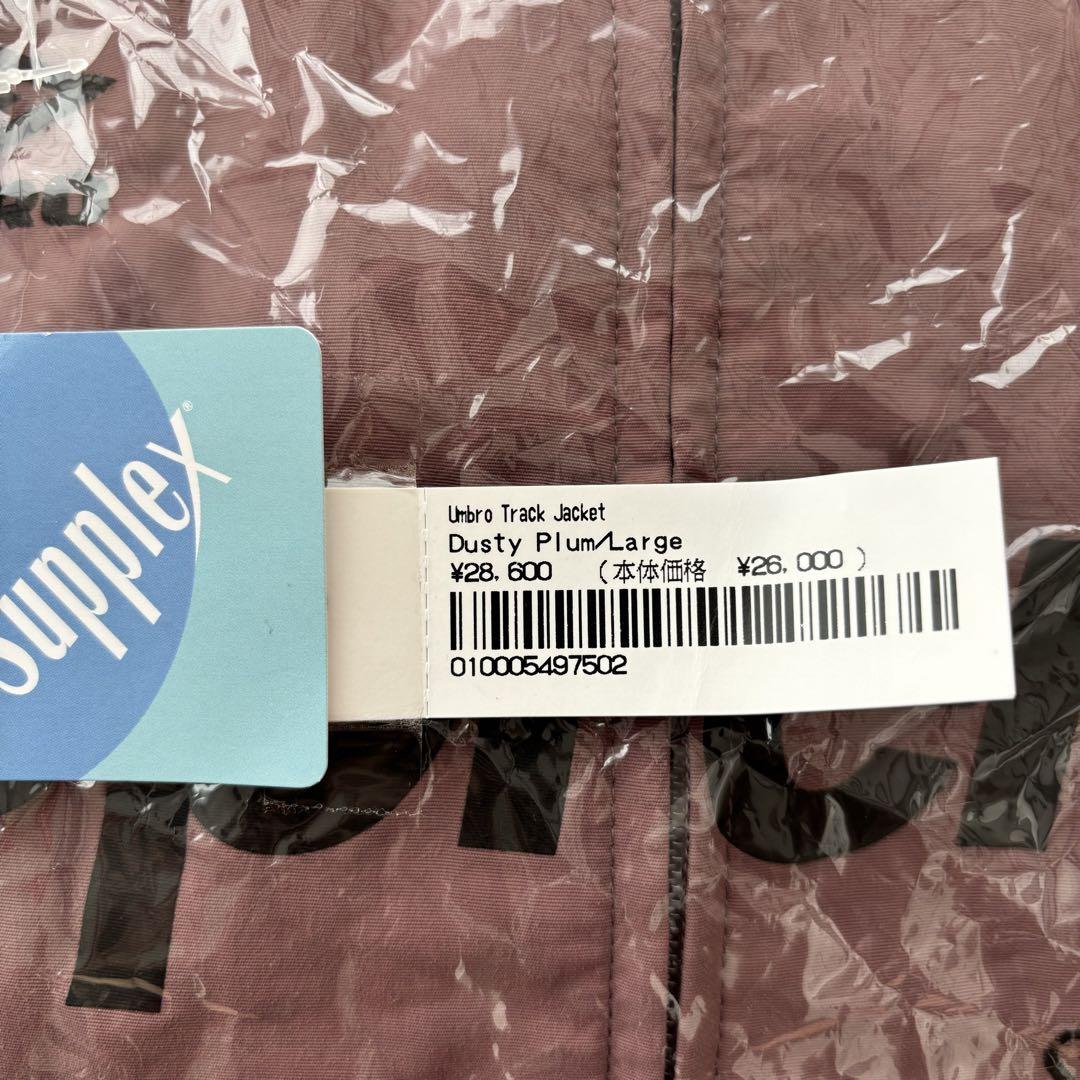 supplex®
Umbro Track Jacket
Dusty Plum/Large
¥28,600 (本体価格 ¥26,000 )
010005497502